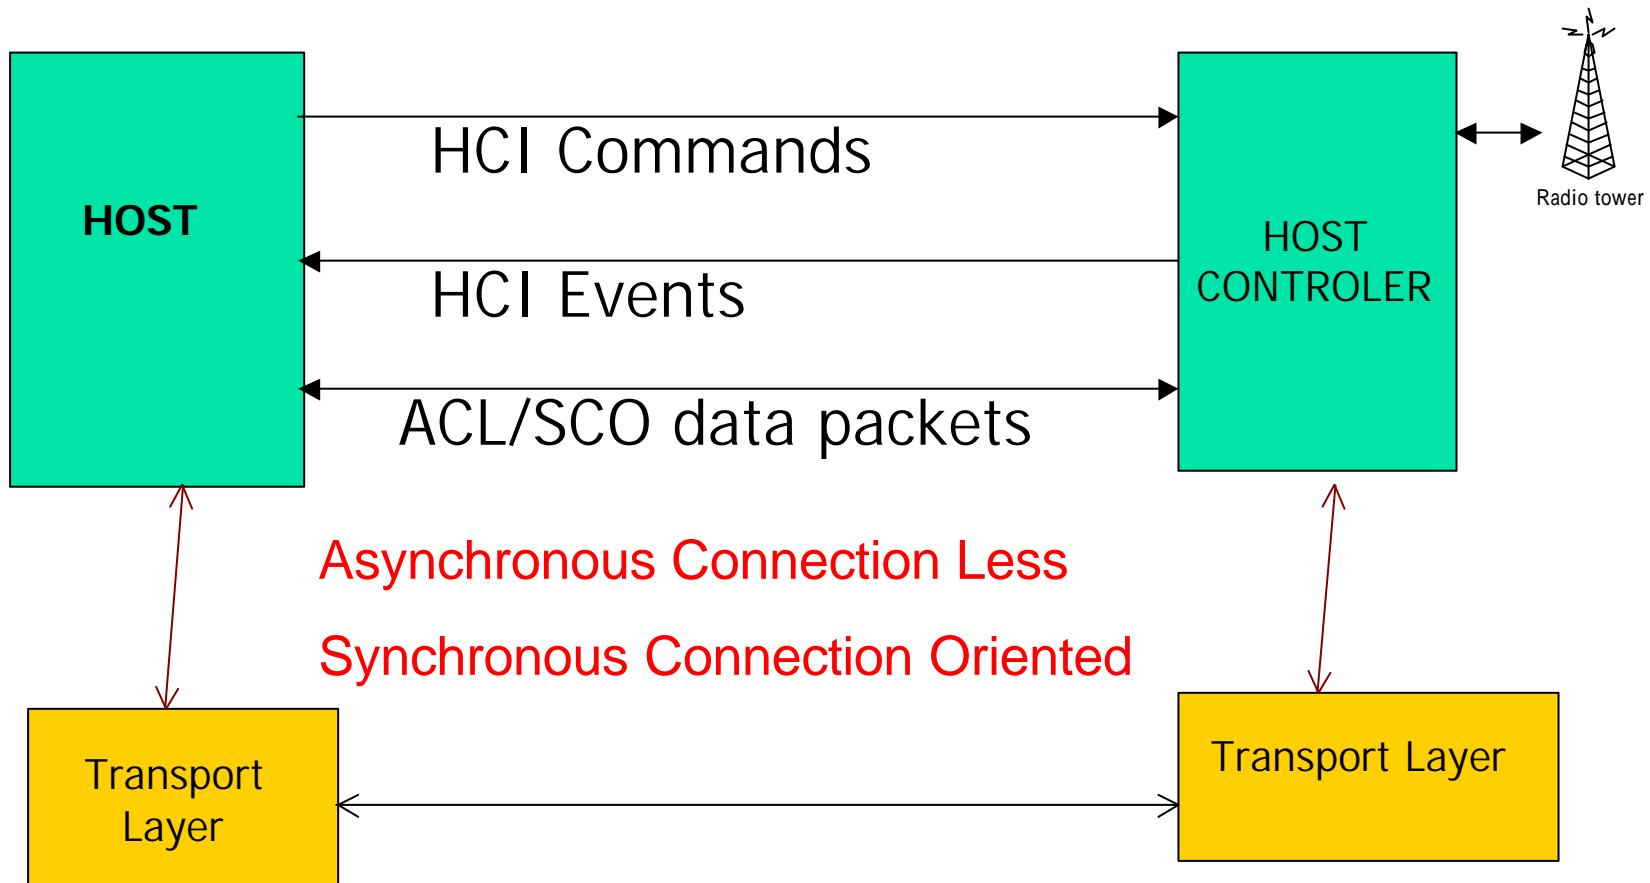 HOST
HCI Commands
HCI Events
ACL/SCO data packets
HOST
CONTROLER
Radio tower
Asynchronous Connection Less
Synchronous Connection Oriented
Transport
Layer
Transport Layer